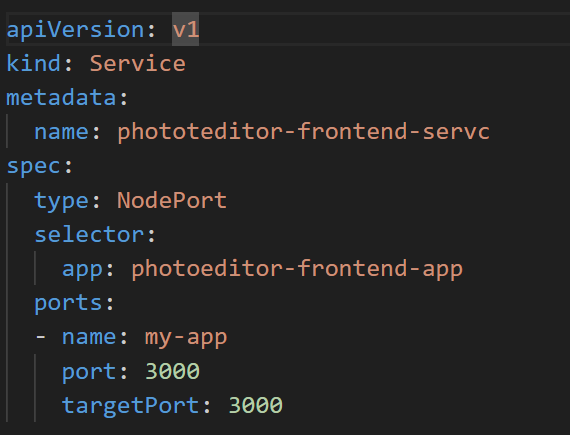 apiVersion: v1
kind: Service
metadata:
  name: phototeditor-frontend-servc
spec:
  type: NodePort
  selector:
    app: photoeditor-frontend-app
  ports:
  - name: my-app
    port: 3000
    targetPort: 3000